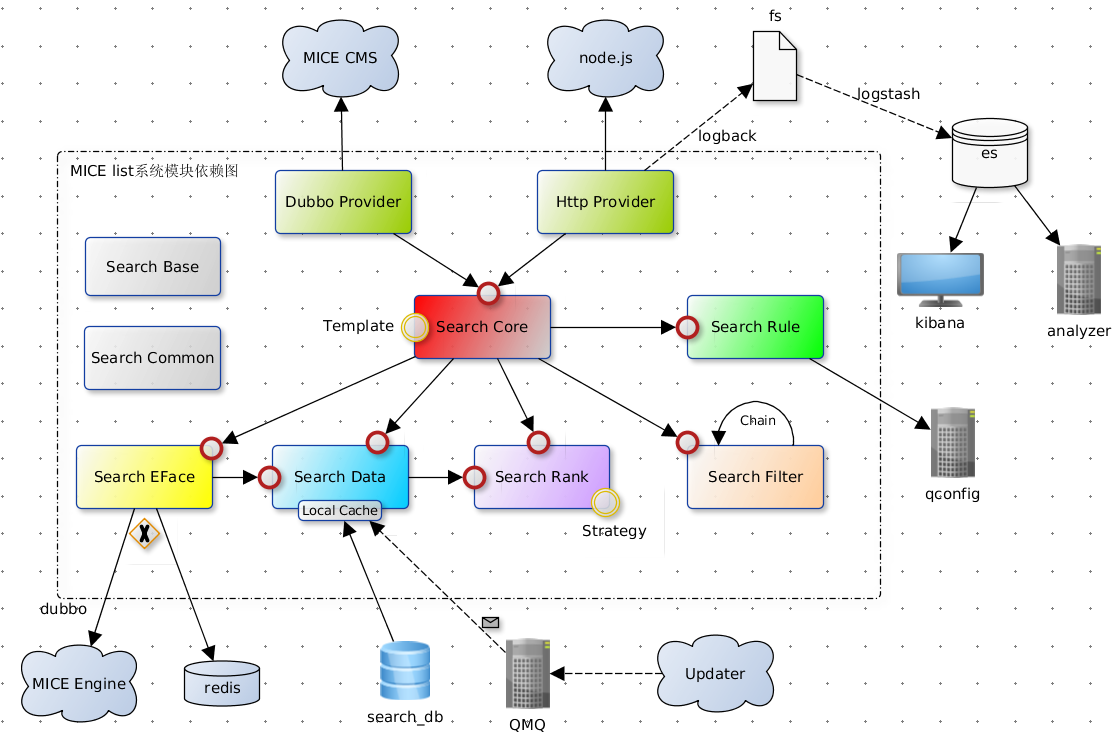 fs
MICE CMS
node.js
logstash
logback
es
MICE list系统模块依赖图
Dubbo Provider
Http Provider
Search Base
kibana
analyzer
Template
Search Core
Search Rule
Search Common
Chain
Search EFace
Search Data
Search Rank
Search Filter
qconfig
Local Cache
Strategy
dubbo
MICE Engine
redis
Updater
search_db
QMQ